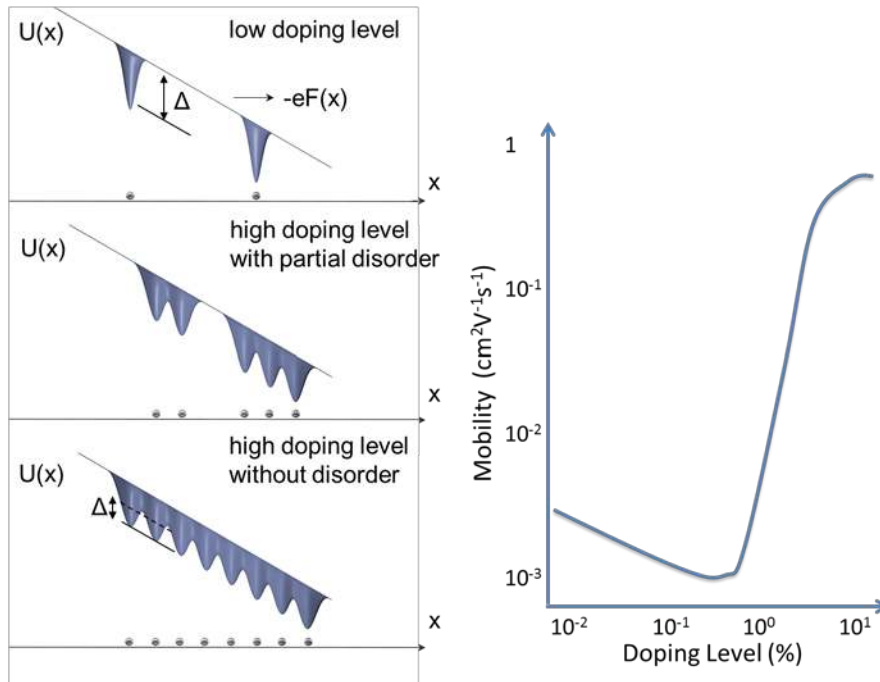 U(x)
low doping level
Δ
-eF(x)
x
U(x)
high doping level
with partial disorder
x
U(x)
high doping level
without disorder
Δ
x
Mobility (cm²V⁻¹s⁻¹)
1
10⁻¹
10⁻²
10⁻³
10⁻² 10⁻¹ 10⁰ 10¹
Doping Level (%)